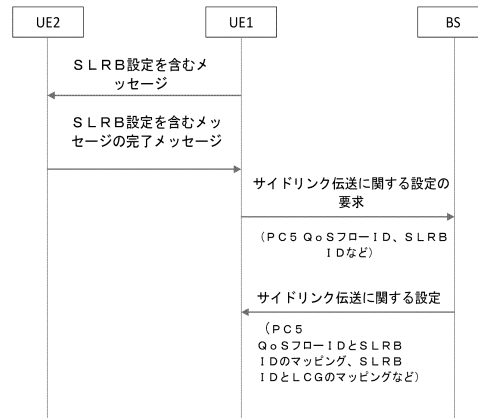 UE2
UE1
BS
ＳＬＲＢ設定を含むメ
ッセージ
ＳＬＲＢ設定を含むメッ
セージの完了メッセージ
サイドリンク伝送に関する設定の
要求
（ＰＣ５ ＱｏＳフローＩＤ、ＳＬＲＢ
ＩＤなど）
サイドリンク伝送に関する設定
（ＰＣ５
ＱｏＳフローＩＤとＳＬＲＢ
ＩＤのマッピング、ＳＬＲＢ
ＩＤとＬＣＧのマッピングなど）